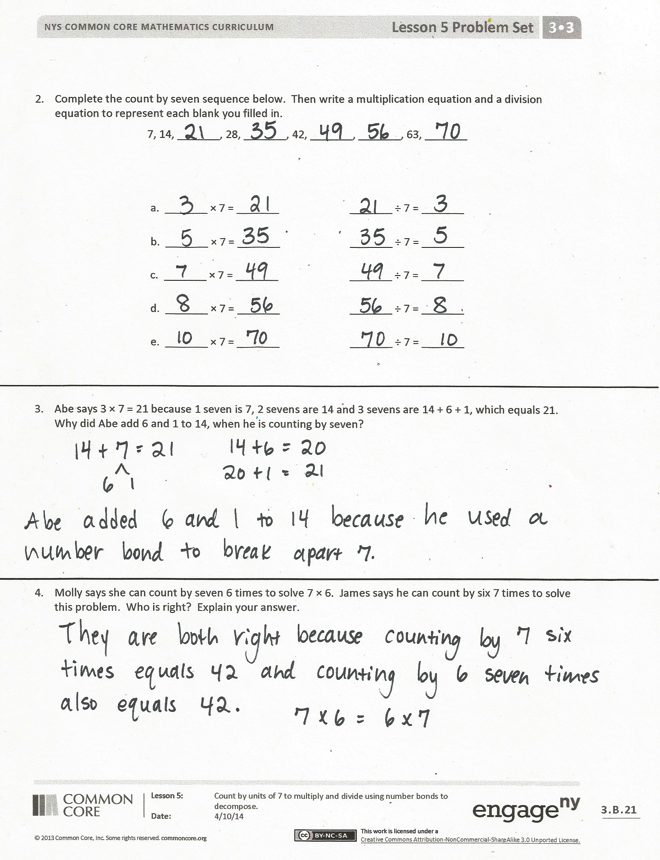 NYS COMMON CORE MATHEMATICS CURRICULUM Lesson 5 Problem Set 3•3
2. Complete the count by seven sequence below. Then write a multiplication equation and a division
equation to represent each blank you filled in.
7, 14, 21, 28, 35, 42, 49, 56, 63, 70
a. 3 × 7 = 21 21 ÷ 7 = 3
b. 5 × 7 = 35 35 ÷ 7 = 5
c. 7 × 7 = 49 49 ÷ 7 = 7
d. 8 × 7 = 56 56 ÷ 7 = 8
e. 10 × 7 = 70 70 ÷ 7 = 10
3. Abe says 3 × 7 = 21 because 1 seven is 7, 2 sevens are 14 and 3 sevens are 14 + 6 + 1, which equals 21.
Why did Abe add 6 and 1 to 14, when he is counting by seven?
14 + 7 = 21 14 + 6 = 20
6 1 20 + 1 = 21
Abe added 6 and 1 to 14 because he used a
number bond to break apart 7.
4. Molly says she can count by seven 6 times to solve 7 × 6. James says he can count by six 7 times to solve
this problem. Who is right? Explain your answer.
They are both right because counting by 7 six
times equals 42 and counting by 6 seven times
also equals 42. 7 × 6 = 6 × 7
COMMON CORE
Lesson 5: Count by units of 7 to multiply and divide using number bonds to
decompose.
Date: 4/10/14
engage ny
3.B.21
© 2013 Common Core, Inc. Some rights reserved. commoncore.org
cc BY-NC-SA
This work is licensed under a
Creative Commons Attribution-NonCommercial-ShareAlike 3.0 Unported License.